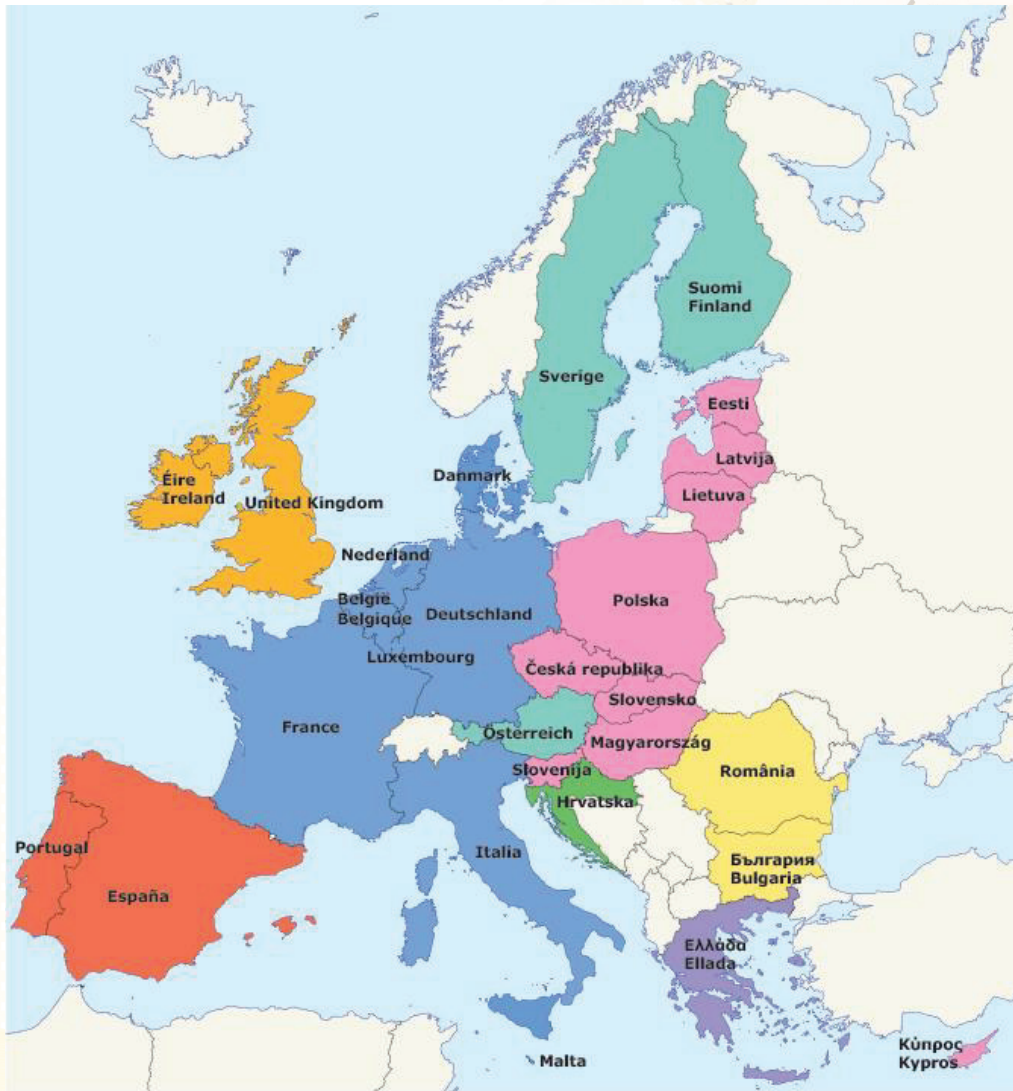 Suomi
Finland
Sverige
Eesti
Latvija
Lietuva
Danmark
Éire
Ireland
United Kingdom
Nederland
België
Belgique
Deutschland
Polska
Luxembourg
Česká republika
Slovensko
France
Österreich
Magyarország
Slovenija
România
Hrvatska
Portugal
Italia
България
Bulgaria
España
Ελλάδα
Ellada
Κύπρος
Kypros
Malta